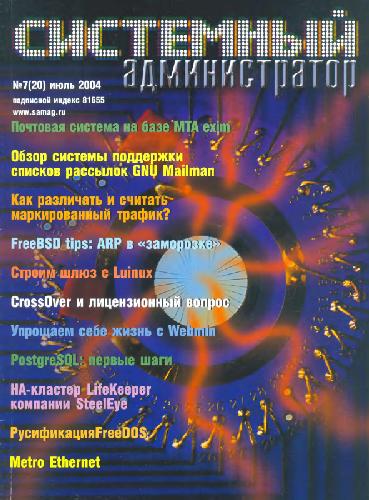 СИСТЕМНЫЙ
администратор
№7(20) июль 2004
подписной индекс 81655
www.samag.ru
Почтовая система на базе MTA exim
Обзор системы поддержки
списков рассылок GNU Mailman
Как различать и считать
маркированный трафик?
FreeBSD tips: ARP в «заморозке»
Строим шлюз с Luinux
CrossOver и лицензионный вопрос
Упрощаем себе жизнь с Webmin
PostgreSQL: первые шаги
HA-кластер LifeKeeper
компании SteelEye
РусификацияFreeDOS
Metro Ethernet